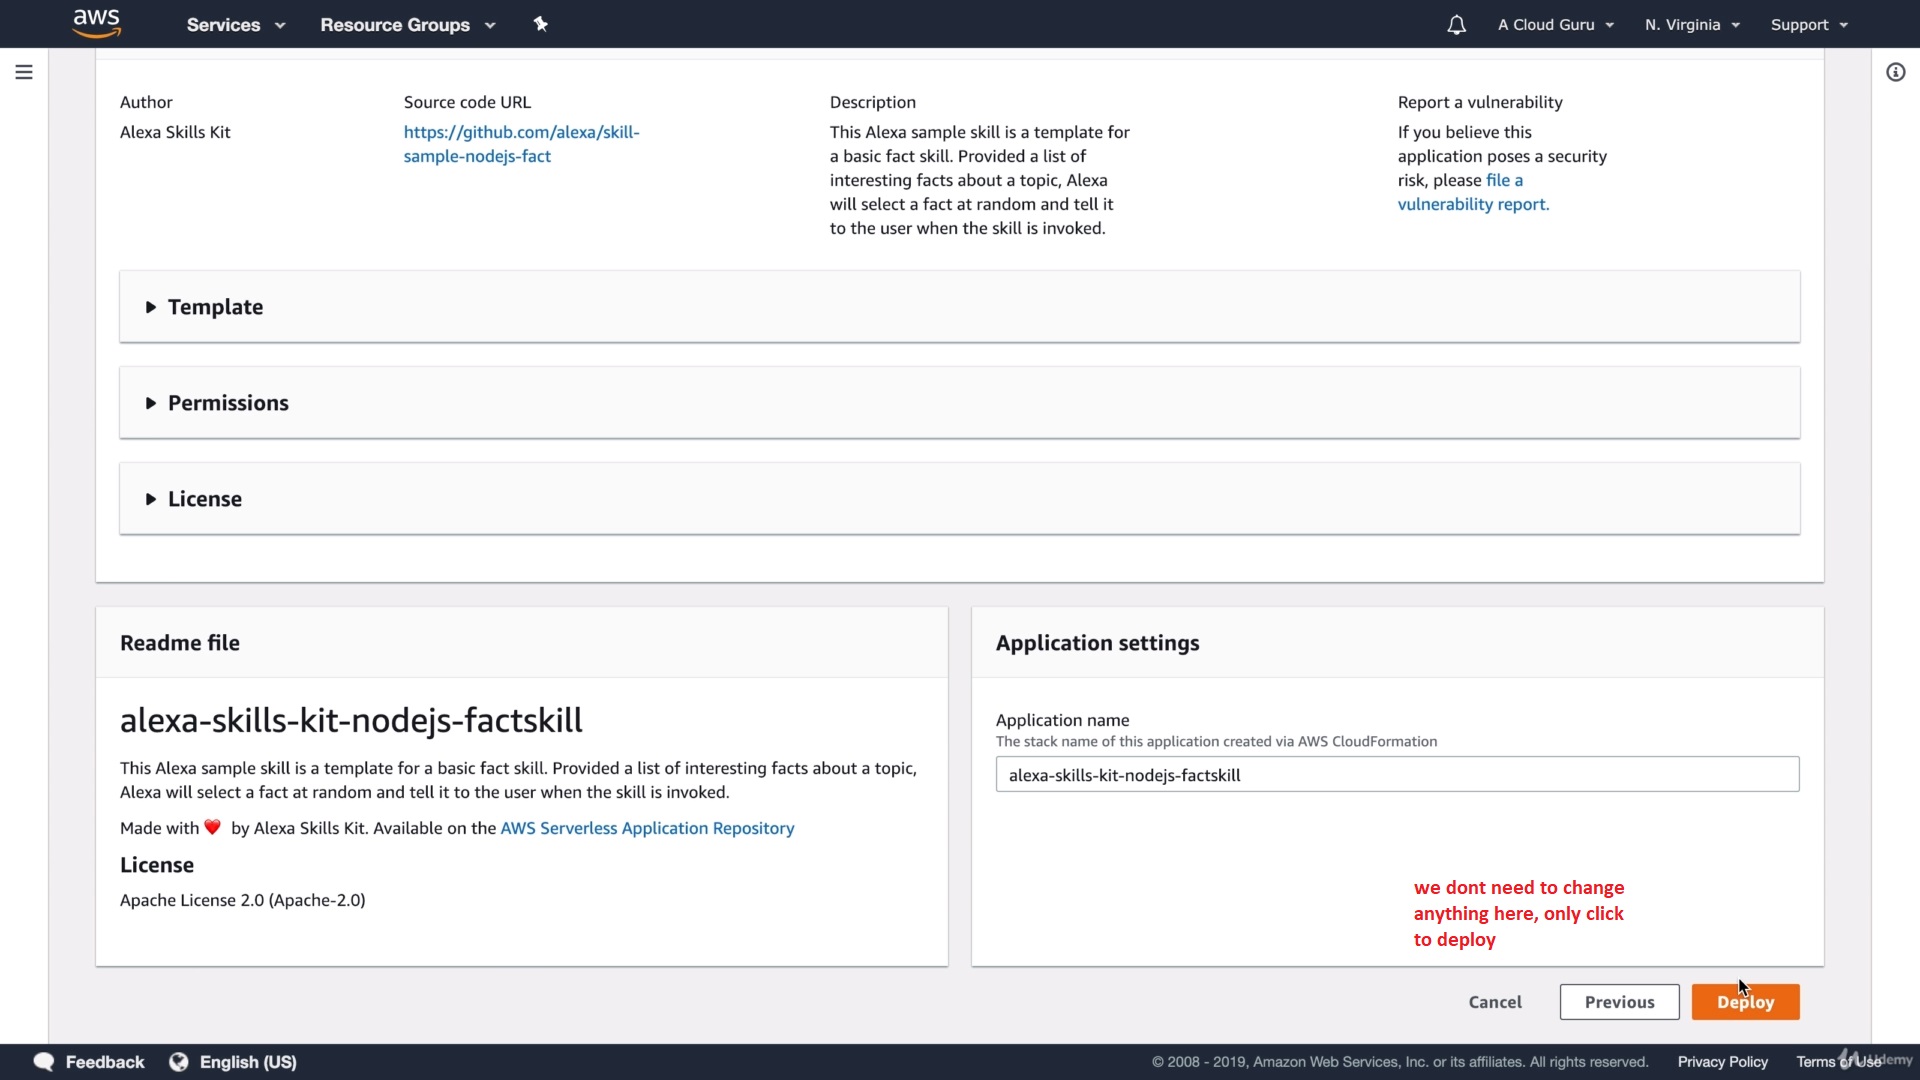 aws
Services
Resource Groups
A Cloud Guru
N. Virginia
Support
Author
Alexa Skills Kit
Source code URL
https://github.com/alexa/skill-
sample-nodejs-fact
Description
This Alexa sample skill is a template for
a basic fact skill. Provided a list of
interesting facts about a topic, Alexa
will select a fact at random and tell it
to the user when the skill is invoked.
Report a vulnerability
If you believe this
application poses a security
risk, please file a
vulnerability report.
Template
Permissions
License
Readme file
alexa-skills-kit-nodejs-factskill
This Alexa sample skill is a template for a basic fact skill. Provided a list of interesting facts about a topic,
Alexa will select a fact at random and tell it to the user when the skill is invoked.
Made with ❤️ by Alexa Skills Kit. Available on the AWS Serverless Application Repository
License
Apache License 2.0 (Apache-2.0)
Application settings
Application name
The stack name of this application created via AWS CloudFormation
alexa-skills-kit-nodejs-factskill
we dont need to change
anything here, only click
to deploy
Cancel
Previous
Deploy
Feedback
English (US)
© 2008 - 2019, Amazon Web Services, Inc. or its affiliates. All rights reserved.
Privacy Policy
Terms of Use
Udemy